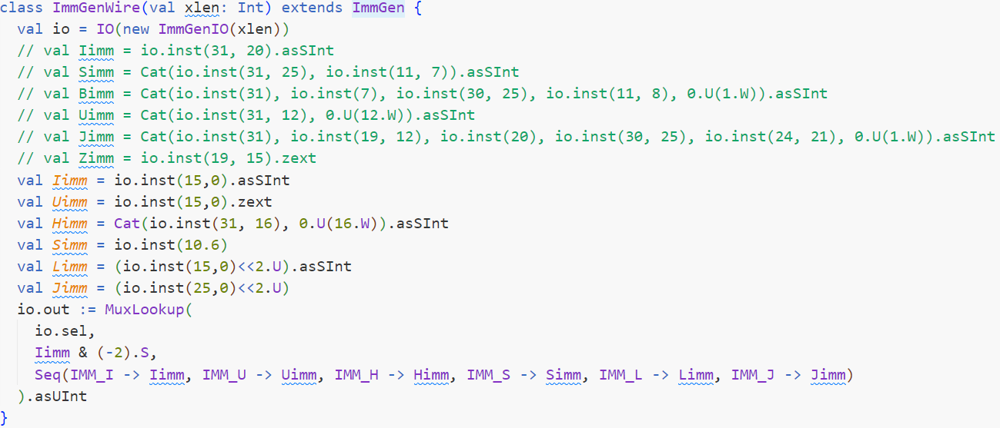 class ImmGenWire(val xlen: Int) extends ImmGen {
  val io = IO(new ImmGenIO(xlen))
  // val Iimm = io.inst(31, 20).asSInt
  // val Simm = Cat(io.inst(31, 25), io.inst(11, 7)).asSInt
  // val Bimm = Cat(io.inst(31), io.inst(7), io.inst(30, 25), io.inst(11, 8), 0.U(1.W)).asSInt
  // val Uimm = Cat(io.inst(31, 12), 0.U(12.W)).asSInt
  // val Jimm = Cat(io.inst(31), io.inst(19, 12), io.inst(20), io.inst(30, 25), io.inst(24, 21), 0.U(1.W)).asSInt
  // val Zimm = io.inst(19, 15).zext
  val Iimm = io.inst(15,0).asSInt
  val Uimm = io.inst(15,0).zext
  val Himm = Cat(io.inst(31, 16), 0.U(16.W)).asSInt
  val Simm = io.inst(10.6)
  val Limm = (io.inst(15,0)<<2.U).asSInt
  val Jimm = (io.inst(25,0)<<2.U)
  io.out := MuxLookup(
    io.sel,
    Iimm & (-2).S,
    Seq(IMM_I -> Iimm, IMM_U -> Uimm, IMM_H -> Himm, IMM_S -> Simm, IMM_L -> Limm, IMM_J -> Jimm)
  ).asUInt
}